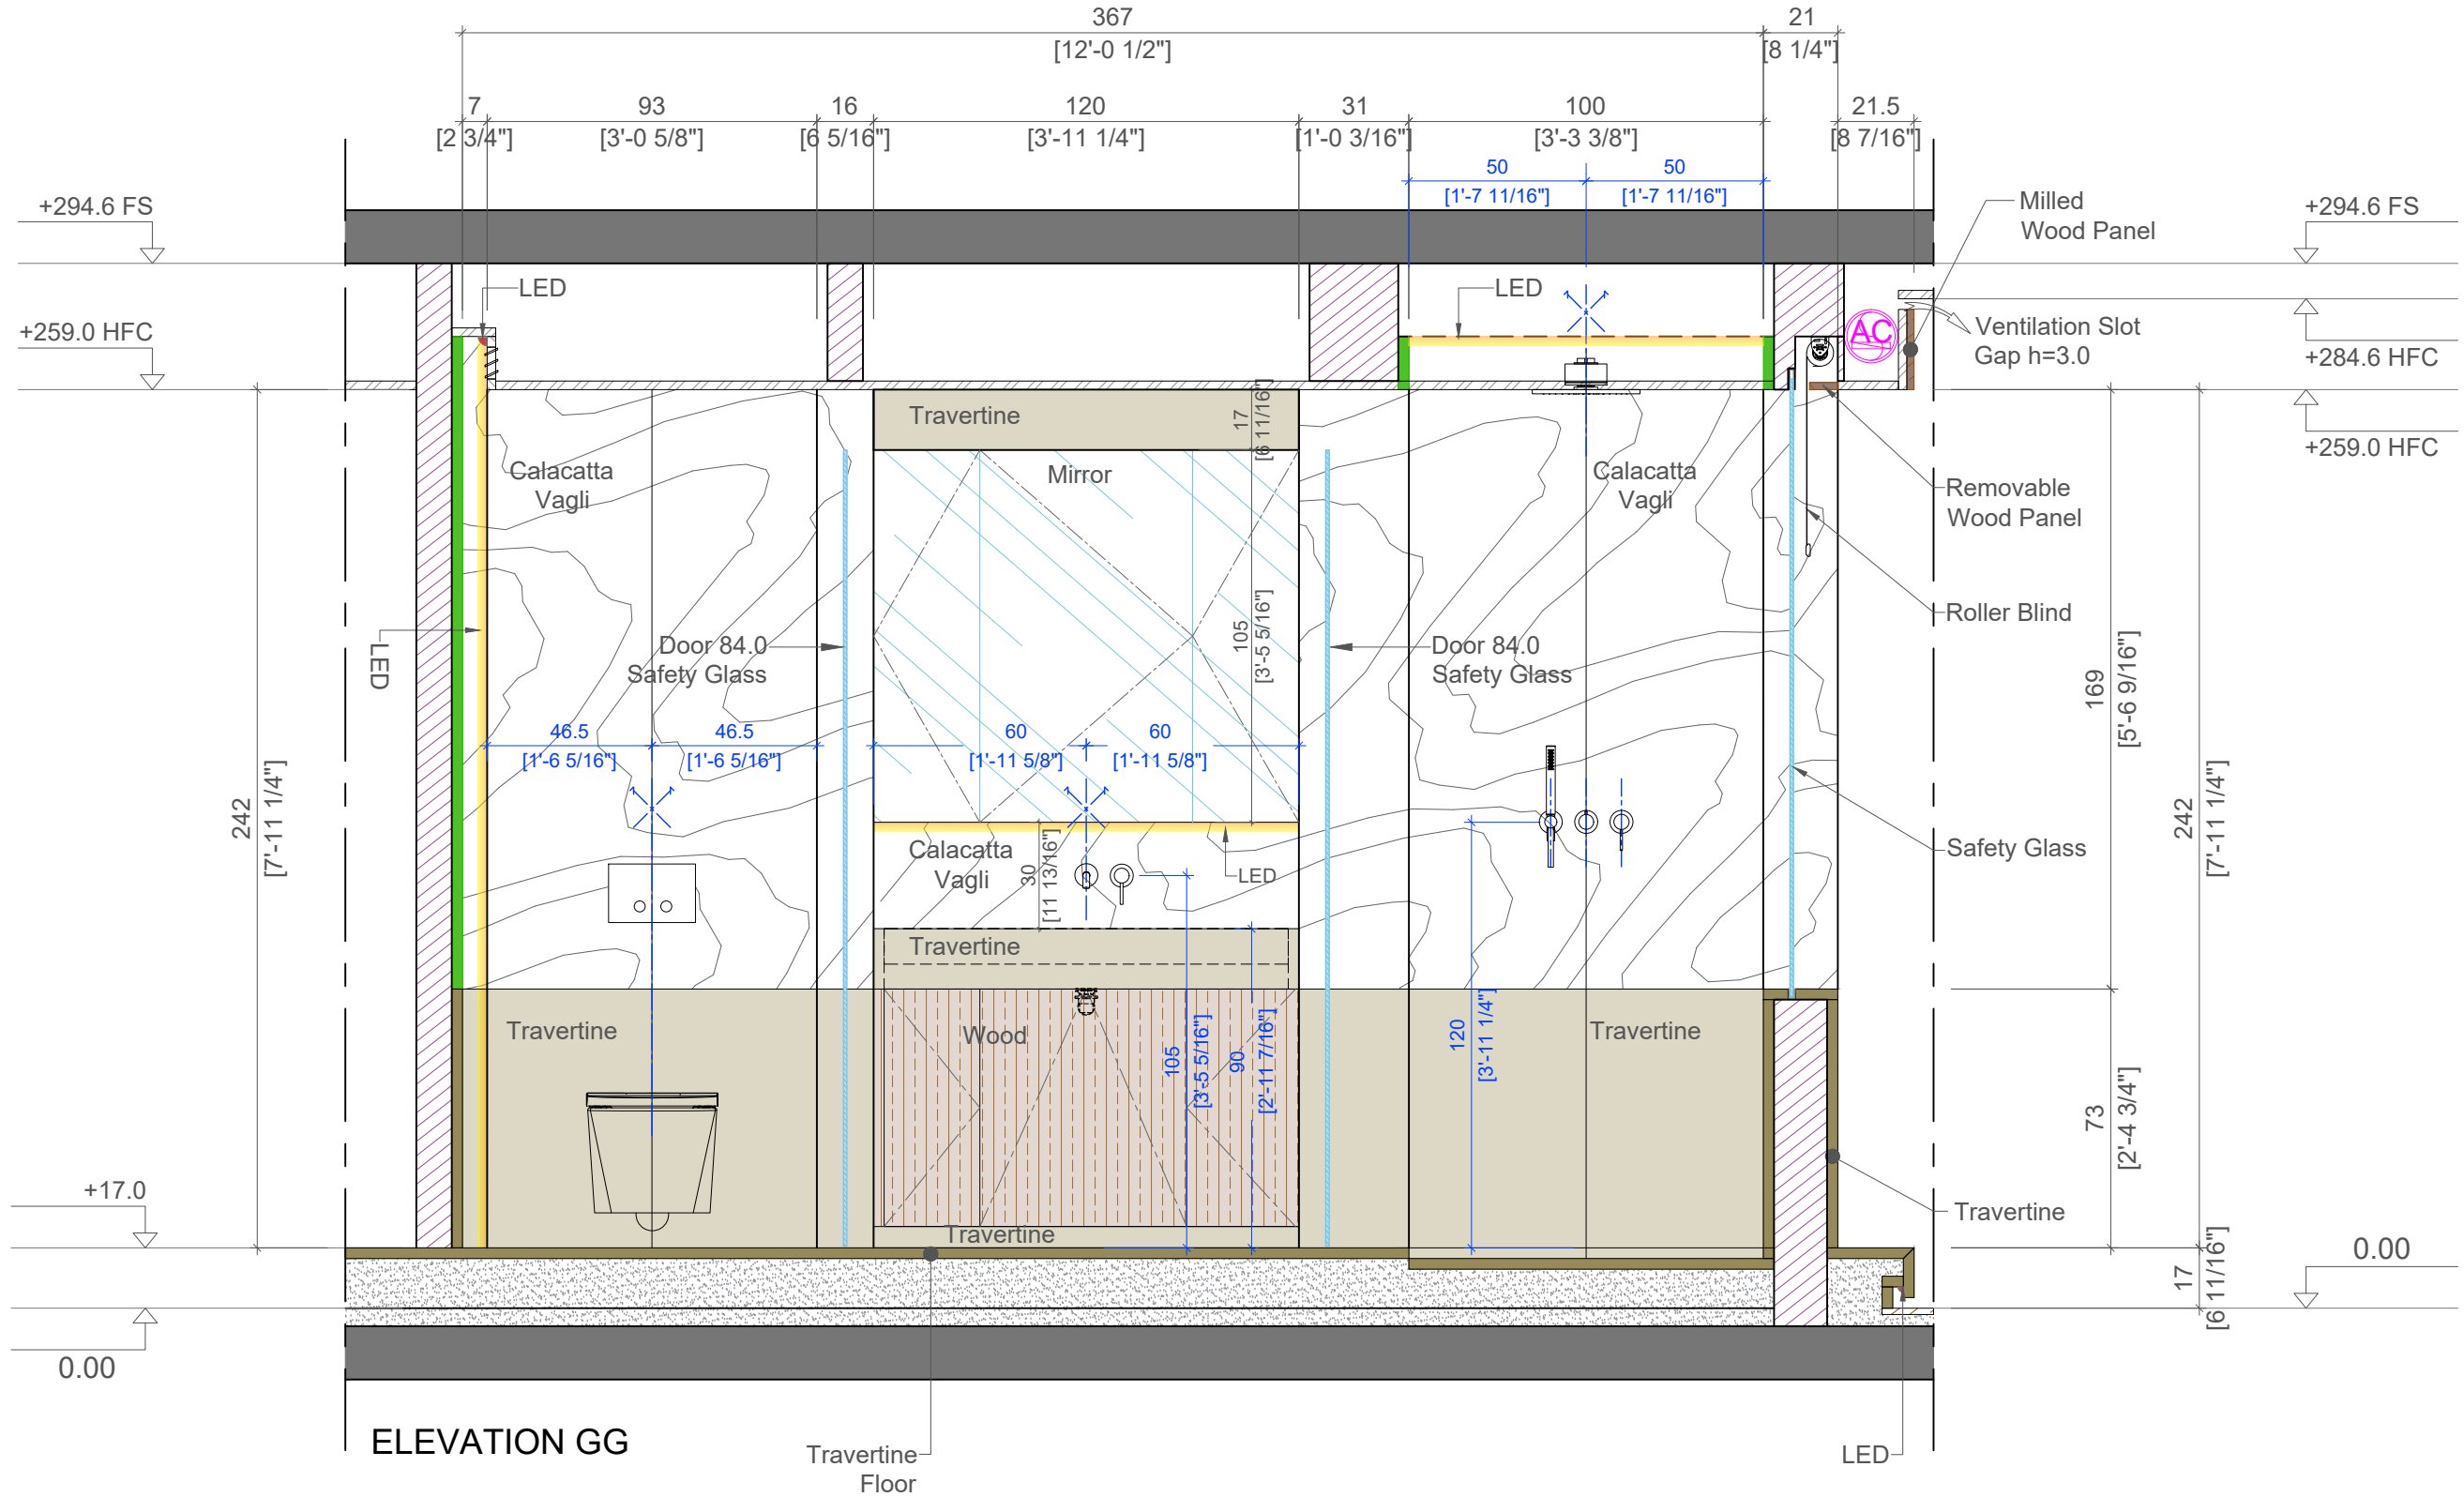 367
[12'-0 1/2"]
21
[8 1/4"]
7
[2 3/4"]
93
[3'-0 5/8"]
16
[6 5/16"]
120
[3'-11 1/4"]
31
[1'-0 3/16"]
100
[3'-3 3/8"]
21.5
[8 7/16"]
50
[1'-7 11/16"]
50
[1'-7 11/16"]
+294.6 FS
+294.6 FS
Milled
Wood Panel
LED
LED
+259.0 HFC
AC
Ventilation Slot
Gap h=3.0
+284.6 HFC
+259.0 HFC
Travertine
17
[6 11/16"]
Calacatta
Vagli
Mirror
Calacatta
Vagli
Removable
Wood Panel
Roller Blind
LED
Door 84.0
Safety Glass
105
[3'-5 5/16"]
Door 84.0
Safety Glass
169
[5'-6 9/16"]
46.5
[1'-6 5/16"]
46.5
[1'-6 5/16"]
60
[1'-11 5/8"]
60
[1'-11 5/8"]
242
[7'-11 1/4"]
242
[7'-11 1/4"]
Calacatta
Vagli
30
[11 13/16"]
LED
Safety Glass
Travertine
Travertine
Wood
105
[3'-5 5/16"]
90
[2'-11 7/16"]
120
[3'-11 1/4"]
Travertine
73
[2'-4 3/4"]
+17.0
Travertine
Travertine
17
[6 11/16"]
0.00
0.00
ELEVATION GG
Travertine
Floor
LED